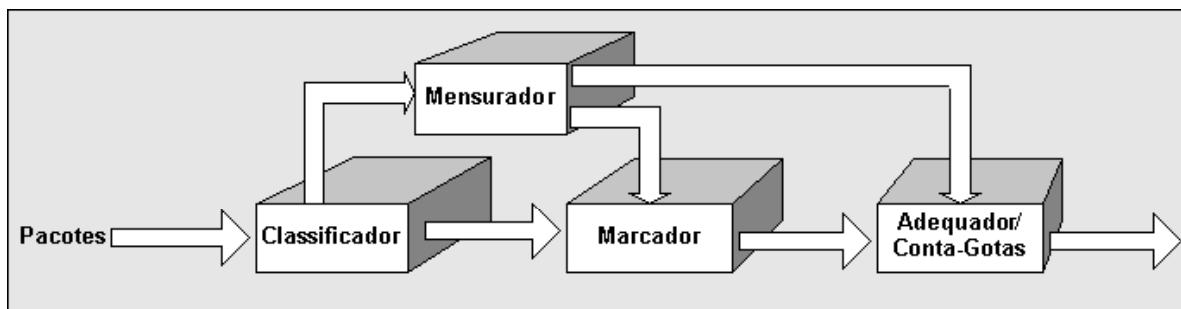 Mensurador
Pacotes
Classificador
Marcador
Adequador/
Conta-Gotas